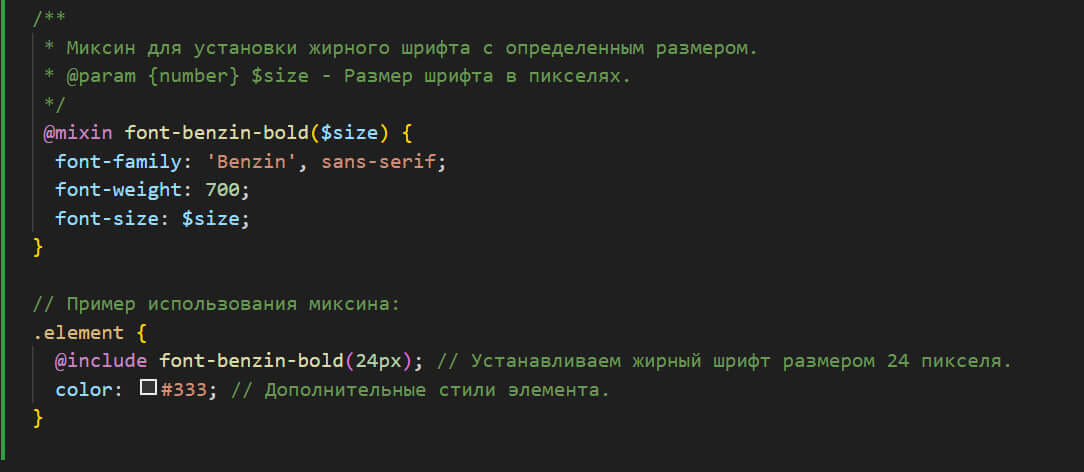 /**
 * Миксин для установки жирного шрифта с определенным размером.
 * @param {number} $size - Размер шрифта в пикселях.
 */
@mixin font-benzin-bold($size) {
  font-family: 'Benzin', sans-serif;
  font-weight: 700;
  font-size: $size;
}
// Пример использования миксина:
.element {
  @include font-benzin-bold(24px); // Устанавливаем жирный шрифт размером 24 пикселя.
  color: #333; // Дополнительные стили элемента.
}